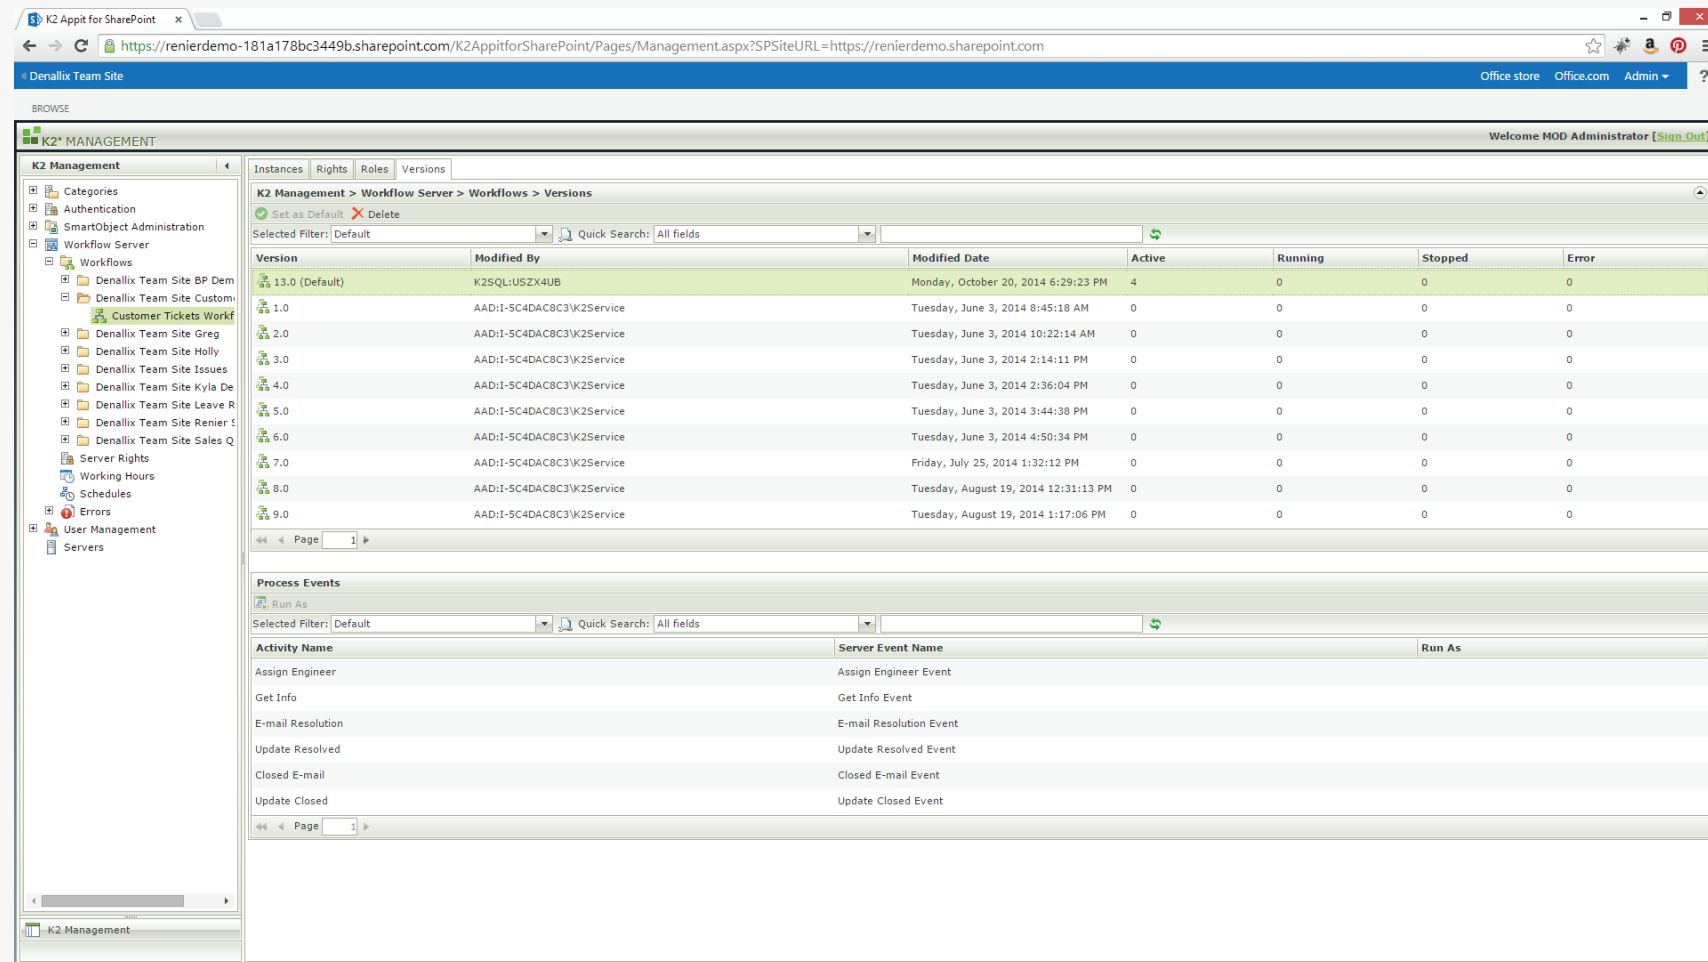 K2 Appit for SharePoint
https://renierdemo-181a178bc3449b.sharepoint.com/K2AppitforSharePoint/Pages/Management.aspx?SPSiteURL=https://renierdemo.sharepoint.com
Denallix Team Site Office store Office.com Admin ?
BROWSE
K2* MANAGEMENT Welcome MOD Administrator [Sign Out]
K2 Management
Categories
Authentication
SmartObject Administration
Workflow Server
Workflows
Denallix Team Site BP Dem
Denallix Team Site Custom
Customer Tickets Workf
Denallix Team Site Greg
Denallix Team Site Holly
Denallix Team Site Issues
Denallix Team Site Kyla De
Denallix Team Site Leave R
Denallix Team Site Renier S
Denallix Team Site Sales Q
Server Rights
Working Hours
Schedules
Errors
User Management
Servers
K2 Management
Instances Rights Roles Versions
K2 Management > Workflow Server > Workflows > Versions
Set as Default Delete
Selected Filter: Default Quick Search: All fields
Version Modified By Modified Date Active Running Stopped Error
13.0 (Default) K2SQL:USZX4UB Monday, October 20, 2014 6:29:23 PM 4 0 0 0
1.0 AAD:I-5C4DAC8C3\K2Service Tuesday, June 3, 2014 8:45:18 AM 0 0 0 0
2.0 AAD:I-5C4DAC8C3\K2Service Tuesday, June 3, 2014 10:22:14 AM 0 0 0 0
3.0 AAD:I-5C4DAC8C3\K2Service Tuesday, June 3, 2014 2:14:11 PM 0 0 0 0
4.0 AAD:I-5C4DAC8C3\K2Service Tuesday, June 3, 2014 2:36:04 PM 0 0 0 0
5.0 AAD:I-5C4DAC8C3\K2Service Tuesday, June 3, 2014 3:44:38 PM 0 0 0 0
6.0 AAD:I-5C4DAC8C3\K2Service Tuesday, June 3, 2014 4:50:34 PM 0 0 0 0
7.0 AAD:I-5C4DAC8C3\K2Service Friday, July 25, 2014 1:32:12 PM 0 0 0 0
8.0 AAD:I-5C4DAC8C3\K2Service Tuesday, August 19, 2014 12:31:13 PM 0 0 0 0
9.0 AAD:I-5C4DAC8C3\K2Service Tuesday, August 19, 2014 1:17:06 PM 0 0 0 0
Page 1
Process Events
Run As
Selected Filter: Default Quick Search: All fields
Activity Name Server Event Name Run As
Assign Engineer Assign Engineer Event
Get Info Get Info Event
E-mail Resolution E-mail Resolution Event
Update Resolved Update Resolved Event
Closed E-mail Closed E-mail Event
Update Closed Update Closed Event
Page 1